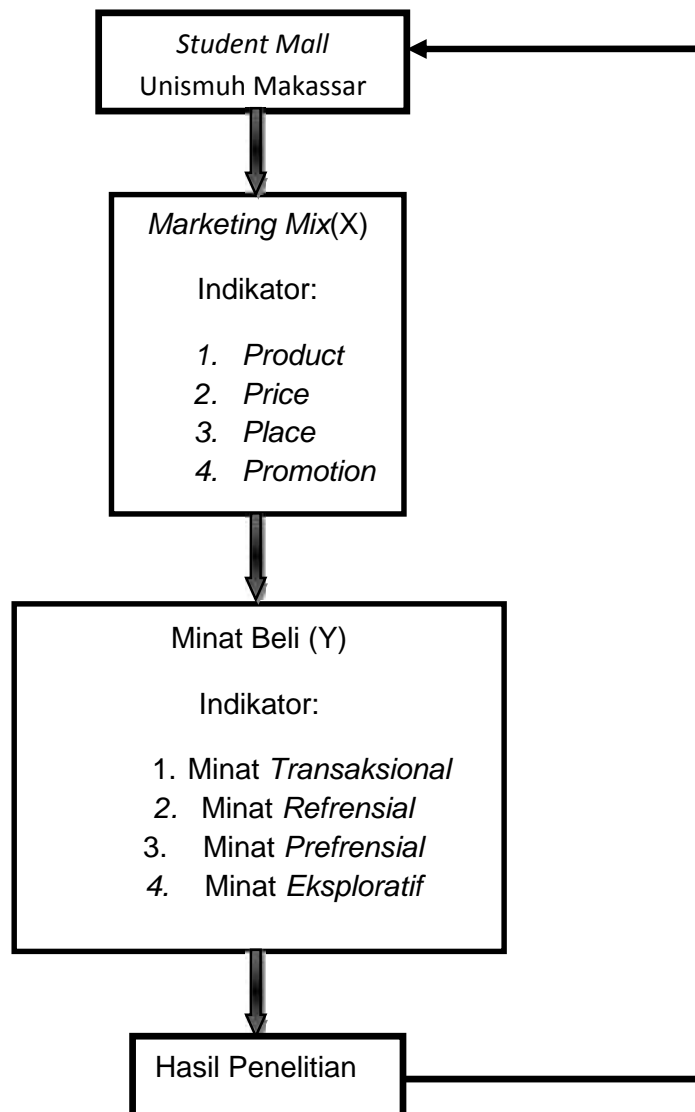 Student Mall
Unismuh Makassar
Marketing Mix(X)
Indikator:
1. Product
2. Price
3. Place
4. Promotion
Minat Beli (Y)
Indikator:
1. Minat Transaksional
2. Minat Refrensial
3. Minat Prefrensial
4. Minat Eksploratif
Hasil Penelitian